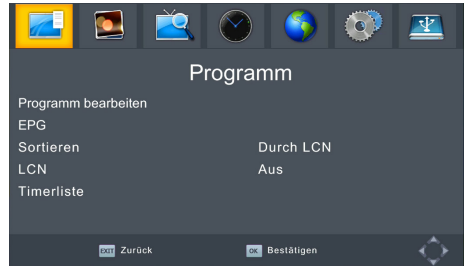 Programm
Programm bearbeiten
EPG
Sortieren Durch LCN
LCN Aus
Timerliste
EXIT Zurück OK Bestätigen